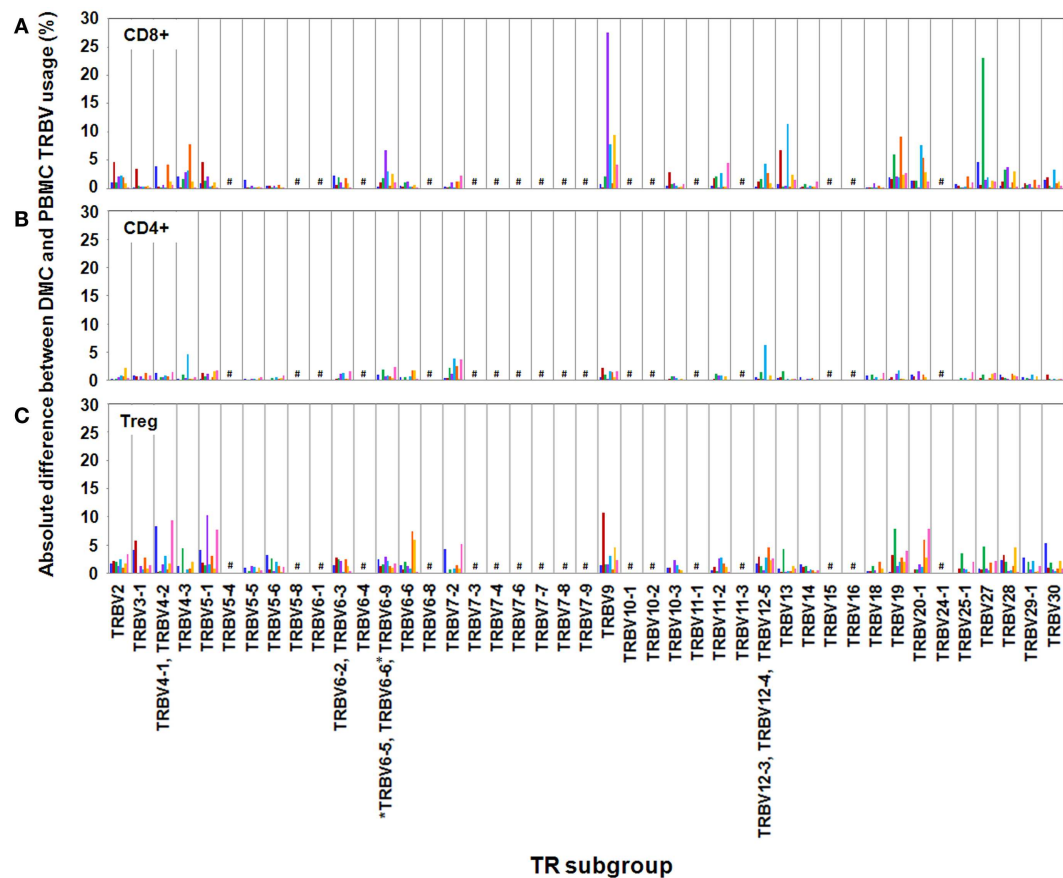 Absolute difference between DMC and PBMC TRBV usage (%)
A
CD8+
30
25
20
15
10
5
0
# # # # # # # # # # # # # # # # # #
B
CD4+
30
25
20
15
10
5
0
# # # # # # # # # # # # # # # # # #
C
Treg
30
25
20
15
10
5
0
# # # # # # # # # # # # # # # # # #
TRBV2
TRBV3-1
TRBV4-1, TRBV4-2
TRBV4-3
TRBV5-1
TRBV5-4
TRBV5-5
TRBV5-6
TRBV5-8
TRBV6-1
TRBV6-2, TRBV6-3
TRBV6-4
*TRBV6-5, TRBV6-6,* TRBV6-9
TRBV6-6
TRBV6-8
TRBV7-2
TRBV7-3
TRBV7-4
TRBV7-6
TRBV7-7
TRBV7-8
TRBV7-9
TRBV9
TRBV10-1
TRBV10-2
TRBV10-3
TRBV11-1
TRBV11-2
TRBV11-3
TRBV12-3, TRBV12-4, TRBV12-5
TRBV13
TRBV14
TRBV15
TRBV16
TRBV18
TRBV19
TRBV20-1
TRBV24-1
TRBV25-1
TRBV27
TRBV28
TRBV29-1
TRBV30
TR subgroup